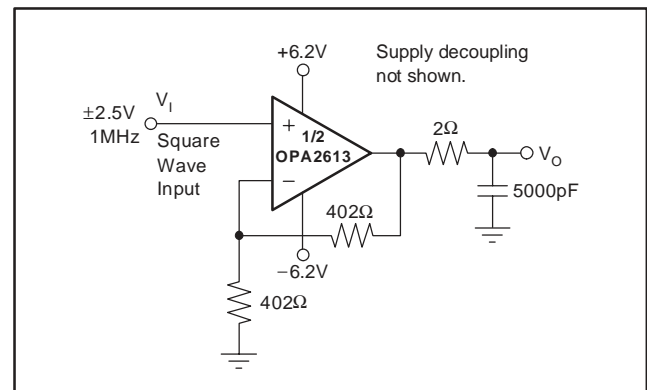 +6.2V
Supply decoupling
not shown.
±2.5V
1MHz
V_I
Square
Wave
Input
+
1/2
OPA2613
−
2Ω
V_O
5000pF
402Ω
−6.2V
402Ω